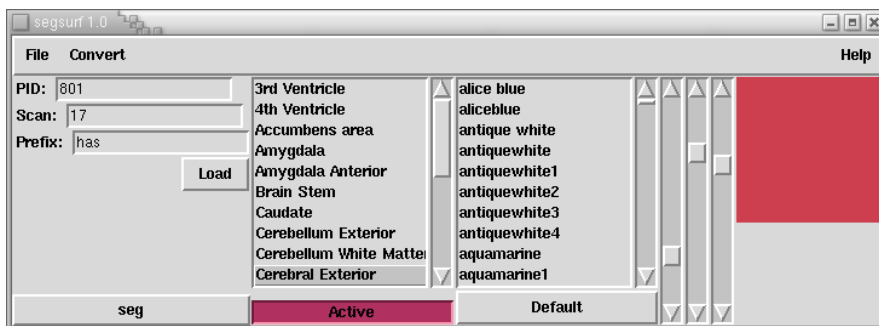 segsurf 1.0
File Convert Help
PID: 801
Scan: 17
Prefix: has
Load
seg
3rd Ventricle
4th Ventricle
Accumbens area
Amygdala
Amygdala Anterior
Brain Stem
Caudate
Cerebellum Exterior
Cerebellum White Matte
Cerebral Exterior
Active
alice blue
aliceblue
antique white
antiquewhite
antiquewhite1
antiquewhite2
antiquewhite3
antiquewhite4
aquamarine
aquamarine1
Default